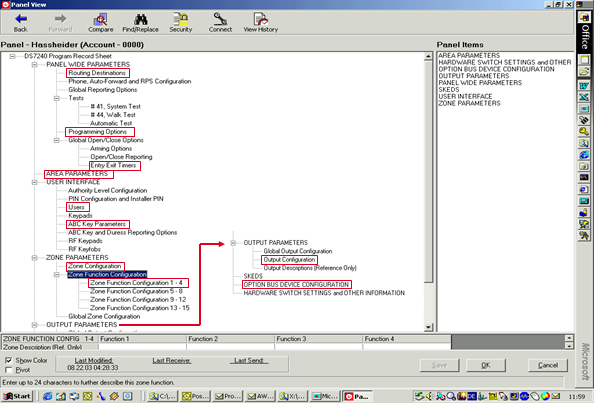 Panel View
Back
Forward
Compare
Find/Replace
Security
Connect
View History
Panel - Hassheider (Account - 0000)
Panel Items
DS7240 Program Record Sheet
PANEL WIDE PARAMETERS
Routing Destinations
Phone, Auto-Forward and RPS Configuration
Global Reporting Options
Tests
# 41, System Test
# 44, Walk Test
Automatic Test
Programming Options
Global Open/Close Options
Arming Options
Open/Close Reporting
Entry Exit Timers
AREA PARAMETERS
USER INTERFACE
Authority Level Configuration
PIN Configuration and Installer PIN
Users
Keypads
ABC Key Parameters
ABC Key and Duress Reporting Options
RF Keypads
RF Keyfobs
ZONE PARAMETERS
Zone Configuration
Zone Function Configuration
Zone Function Configuration 1 - 4
Zone Function Configuration 5 - 8
Zone Function Configuration 9 - 12
Zone Function Configuration 13 - 15
Global Zone Configuration
OUTPUT PARAMETERS
OUTPUT PARAMETERS
Global Output Configuration
Output Configuration
Output Descriptions (Reference Only)
SKEDS
OPTION BUS DEVICE CONFIGURATION
HARDWARE SWITCH SETTINGS and OTHER INFORMATION
AREA PARAMETERS
HARDWARE SWITCH SETTINGS and OTHER
OPTION BUS DEVICE CONFIGURATION
OUTPUT PARAMETERS
PANEL WIDE PARAMETERS
SKEDS
USER INTERFACE
ZONE PARAMETERS
Office
Microsoft
ZONE FUNCTION CONFIG 1-4
Function 1
Function 2
Function 3
Function 4
Zone Description (Ref. Only)
Show Color
Pivot
Last Modified:
08.22.03 04:28:33
Last Receive:
Last Send:
Save
OK
Cancel
Enter up to 24 characters to further describe this zone function.
Start
C:\...
Pos...
Pro...
AW...
X:\...
Mic...
Pa...
DE
11:59